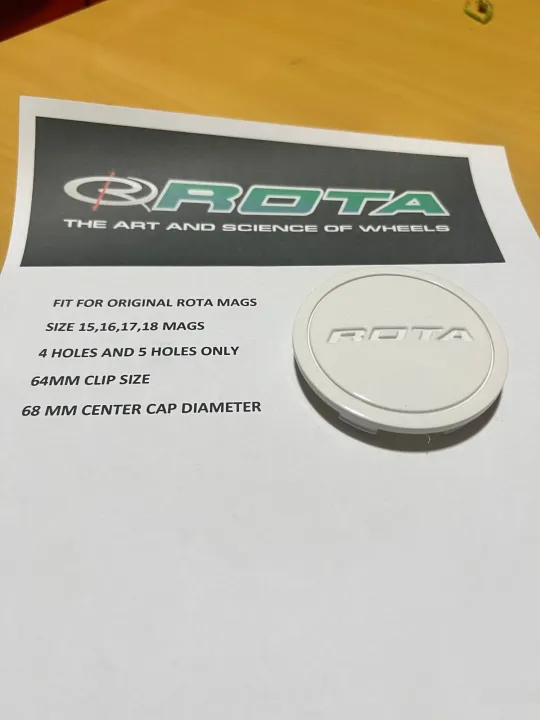 ROTA
THE ART AND SCIENCE OF WHEELS
FIT FOR ORIGINAL ROTA MAGS
SIZE 15,16,17,18 MAGS
4 HOLES AND 5 HOLES ONLY
64MM CLIP SIZE
68 MM CENTER CAP DIAMETER
ROTA